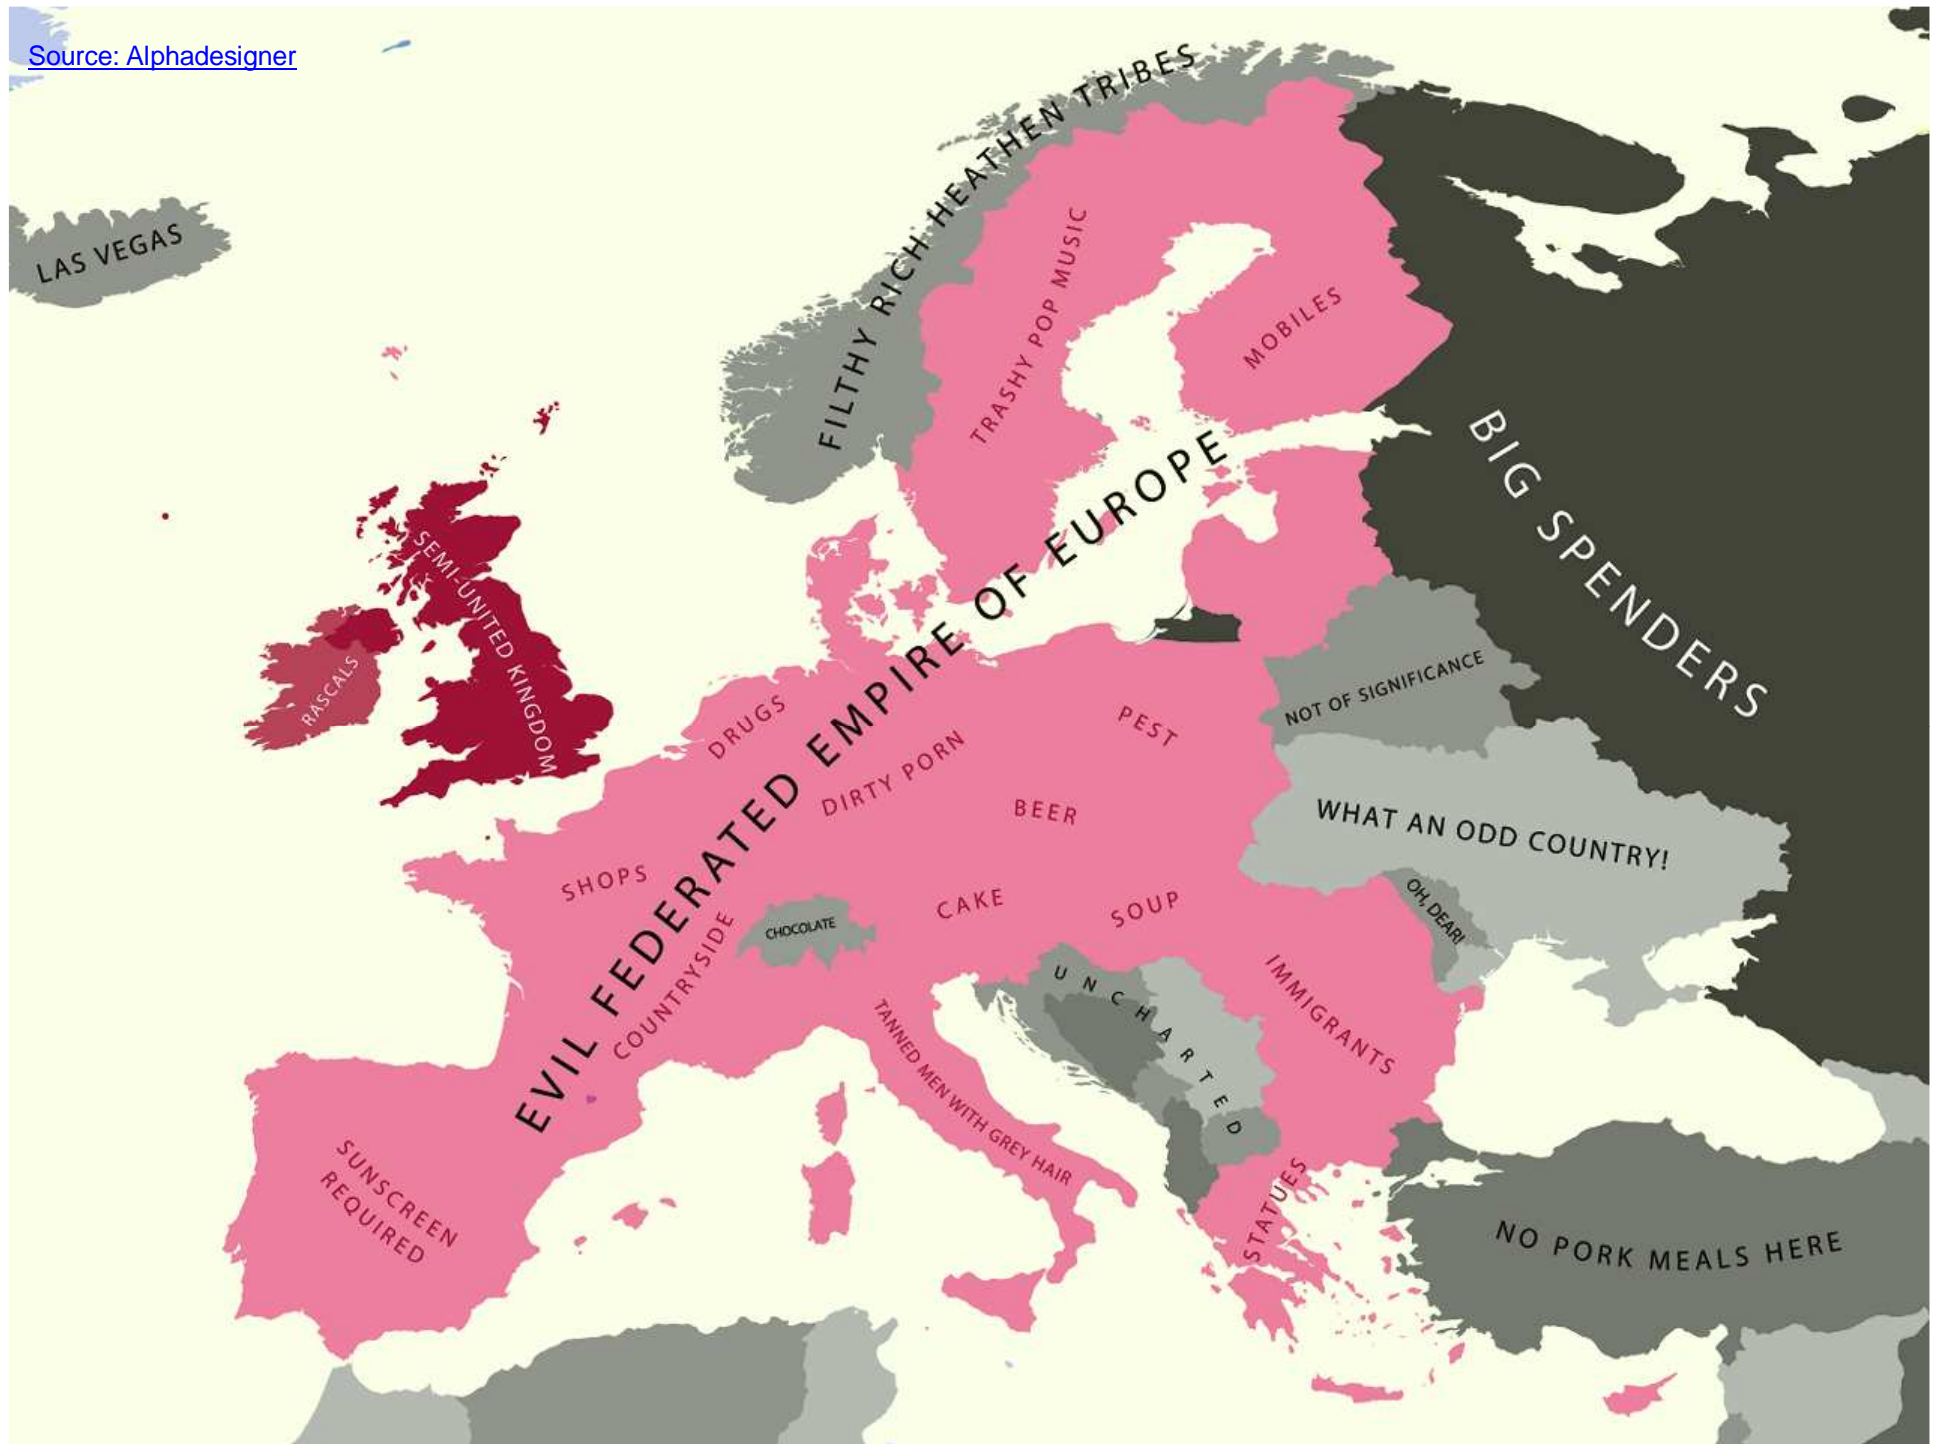 Source: Alphadesigner
FILTHY RICH HEATHEN TRIBES
LAS VEGAS
TRASHY POP MUSIC
MOBILES
BIG SPENDERS
EVIL FEDERATED EMPIRE OF EUROPE
SEMI-UNITED KINGDOM
RASCALS
NOT OF SIGNIFICANCE
DRUGS
PEST
DIRTY PORN
BEER
WHAT AN ODD COUNTRY!
SHOPS
CAKE
SOUP
CHOCOLATE
OH, DEAR!
COUNTRYSIDE
UNCHARTED
IMMIGRANTS
TANNED MEN WITH GREY HAIR
SUNSCREEN
REQUIRED
STATUES
NO PORK MEALS HERE